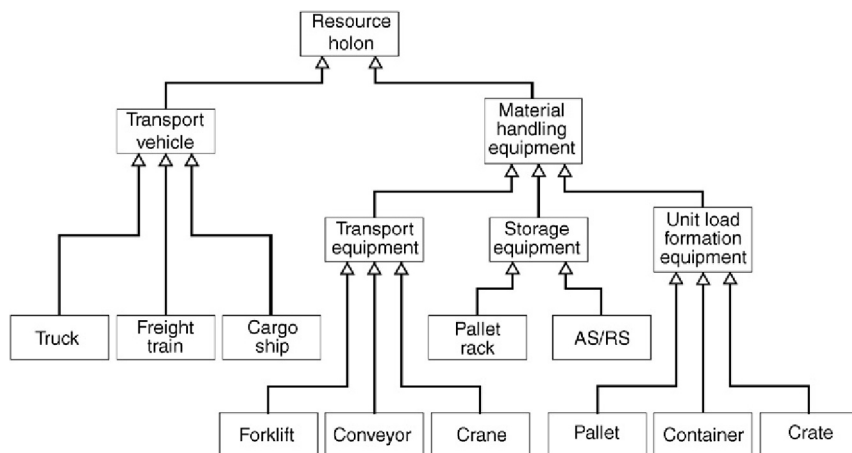 Resource
holon
Transport
vehicle
Material
handling
equipment
Transport
equipment
Storage
equipment
Unit load
formation
equipment
Truck
Freight
train
Cargo
ship
Pallet
rack
AS/RS
Forklift
Conveyor
Crane
Pallet
Container
Crate